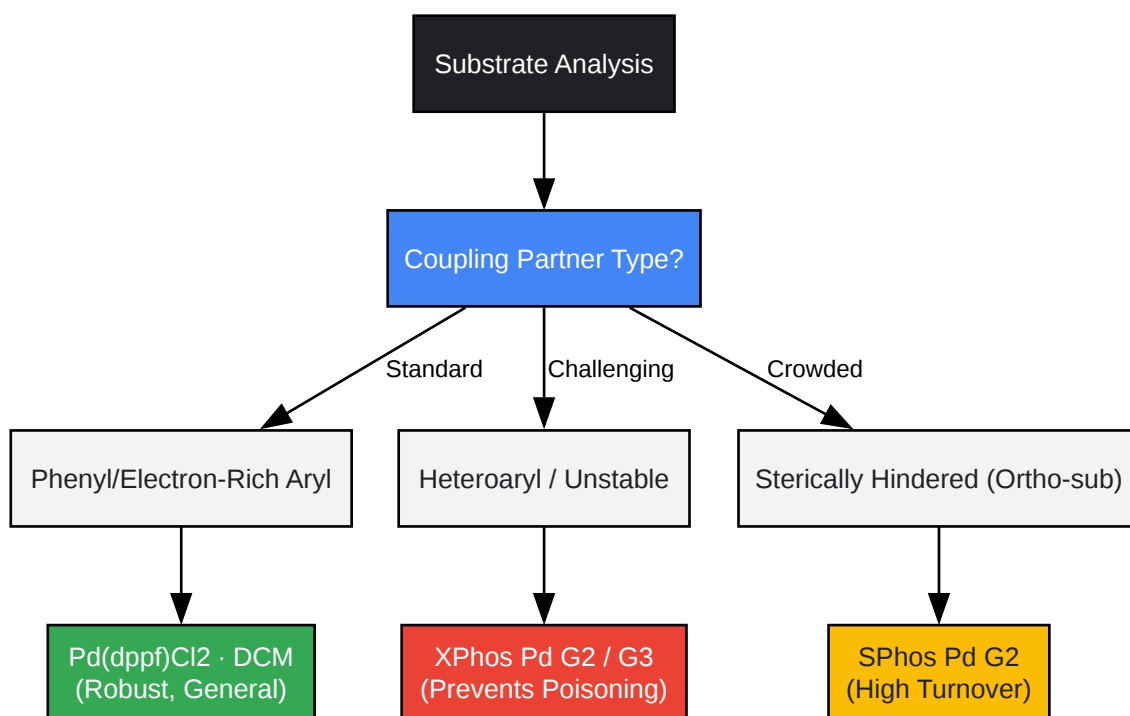 Substrate Analysis
Coupling Partner Type?
Standard
Challenging
Crowded
Phenyl/Electron-Rich Aryl
Heteroaryl / Unstable
Sterically Hindered (Ortho-sub)
Pd(dppf)Cl2 · DCM
(Robust, General)
XPhos Pd G2 / G3
(Prevents Poisoning)
SPhos Pd G2
(High Turnover)